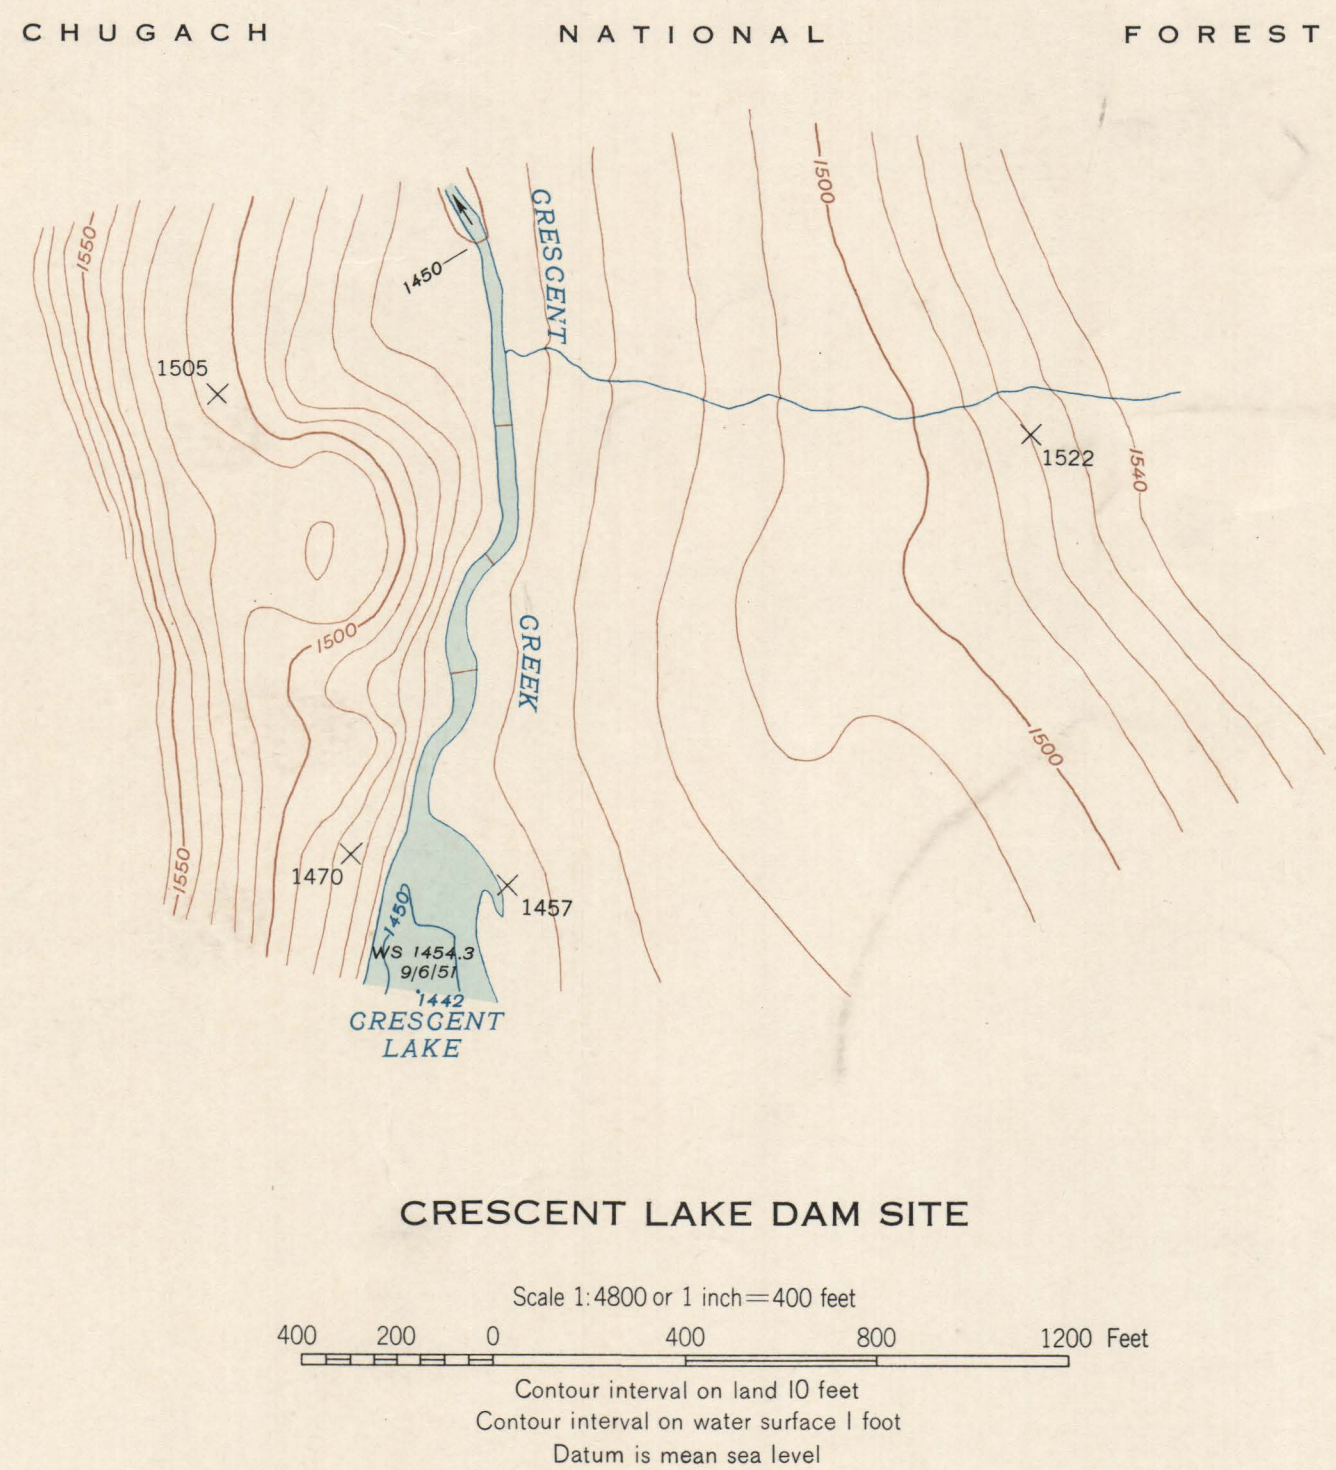 CHUGACH NATIONAL FOREST
1500
CRESCENT
1550
1450
1505
1522
1540
1500
CREEK
1500
1550
1470
1450
1457
WS 1454.3
9/6/51
1442
CRESCENT
LAKE
CRESCENT LAKE DAM SITE
Scale 1:4800 or 1 inch=400 feet
400 200 0 400 800 1200 Feet
Contour interval on land 10 feet
Contour interval on water surface 1 foot
Datum is mean sea level